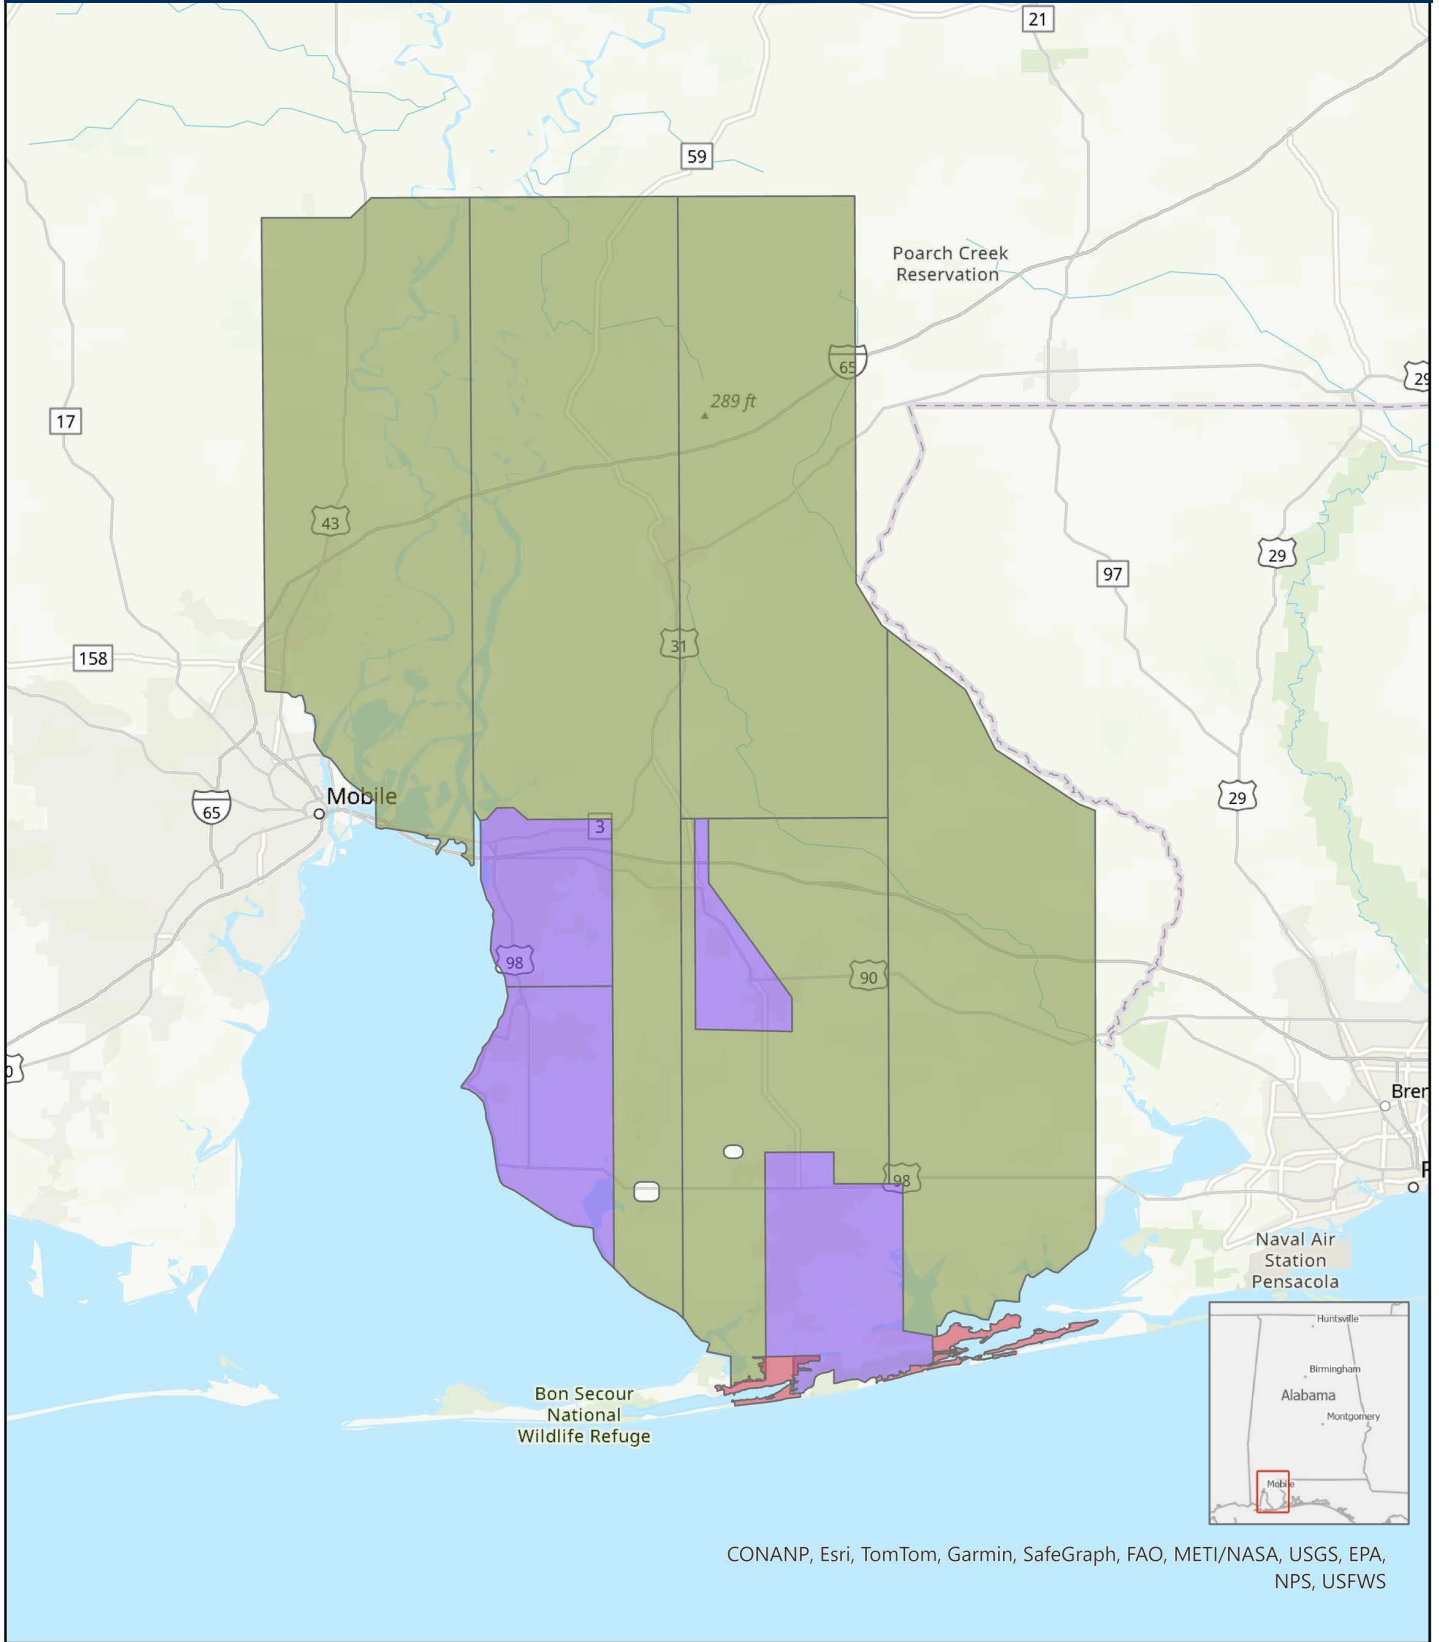 21
59
Poarch Creek
Reservation
65
29
289 ft
17
43
29
97
31
158
Mobile
65
29
3
98
90
0
Bren
98
Naval Air
Station
Pensacola
Huntsville
Birmingham
Alabama
Montgomery
Mobile
Bon Secour
National
Wildlife Refuge
CONANP, Esri, TomTom, Garmin, SafeGraph, FAO, METI/NASA, USGS, EPA,
NPS, USFWS